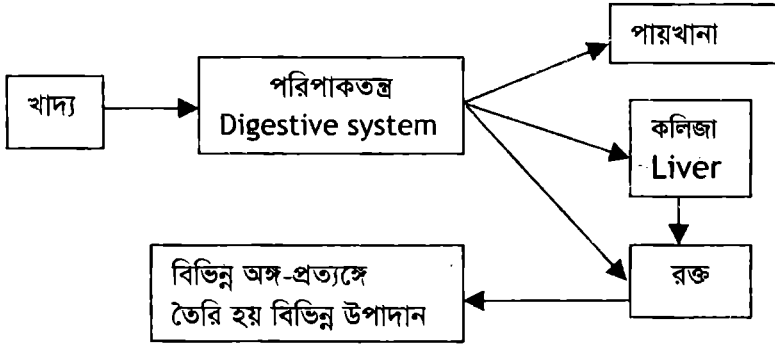 পায়খানা
খাদ্য
পরিপাকতন্ত্র
Digestive system
কলিজা
Liver
রক্ত
বিভিন্ন অঙ্গ-প্রত্যঙ্গে
তৈরি হয় বিভিন্ন উপাদান